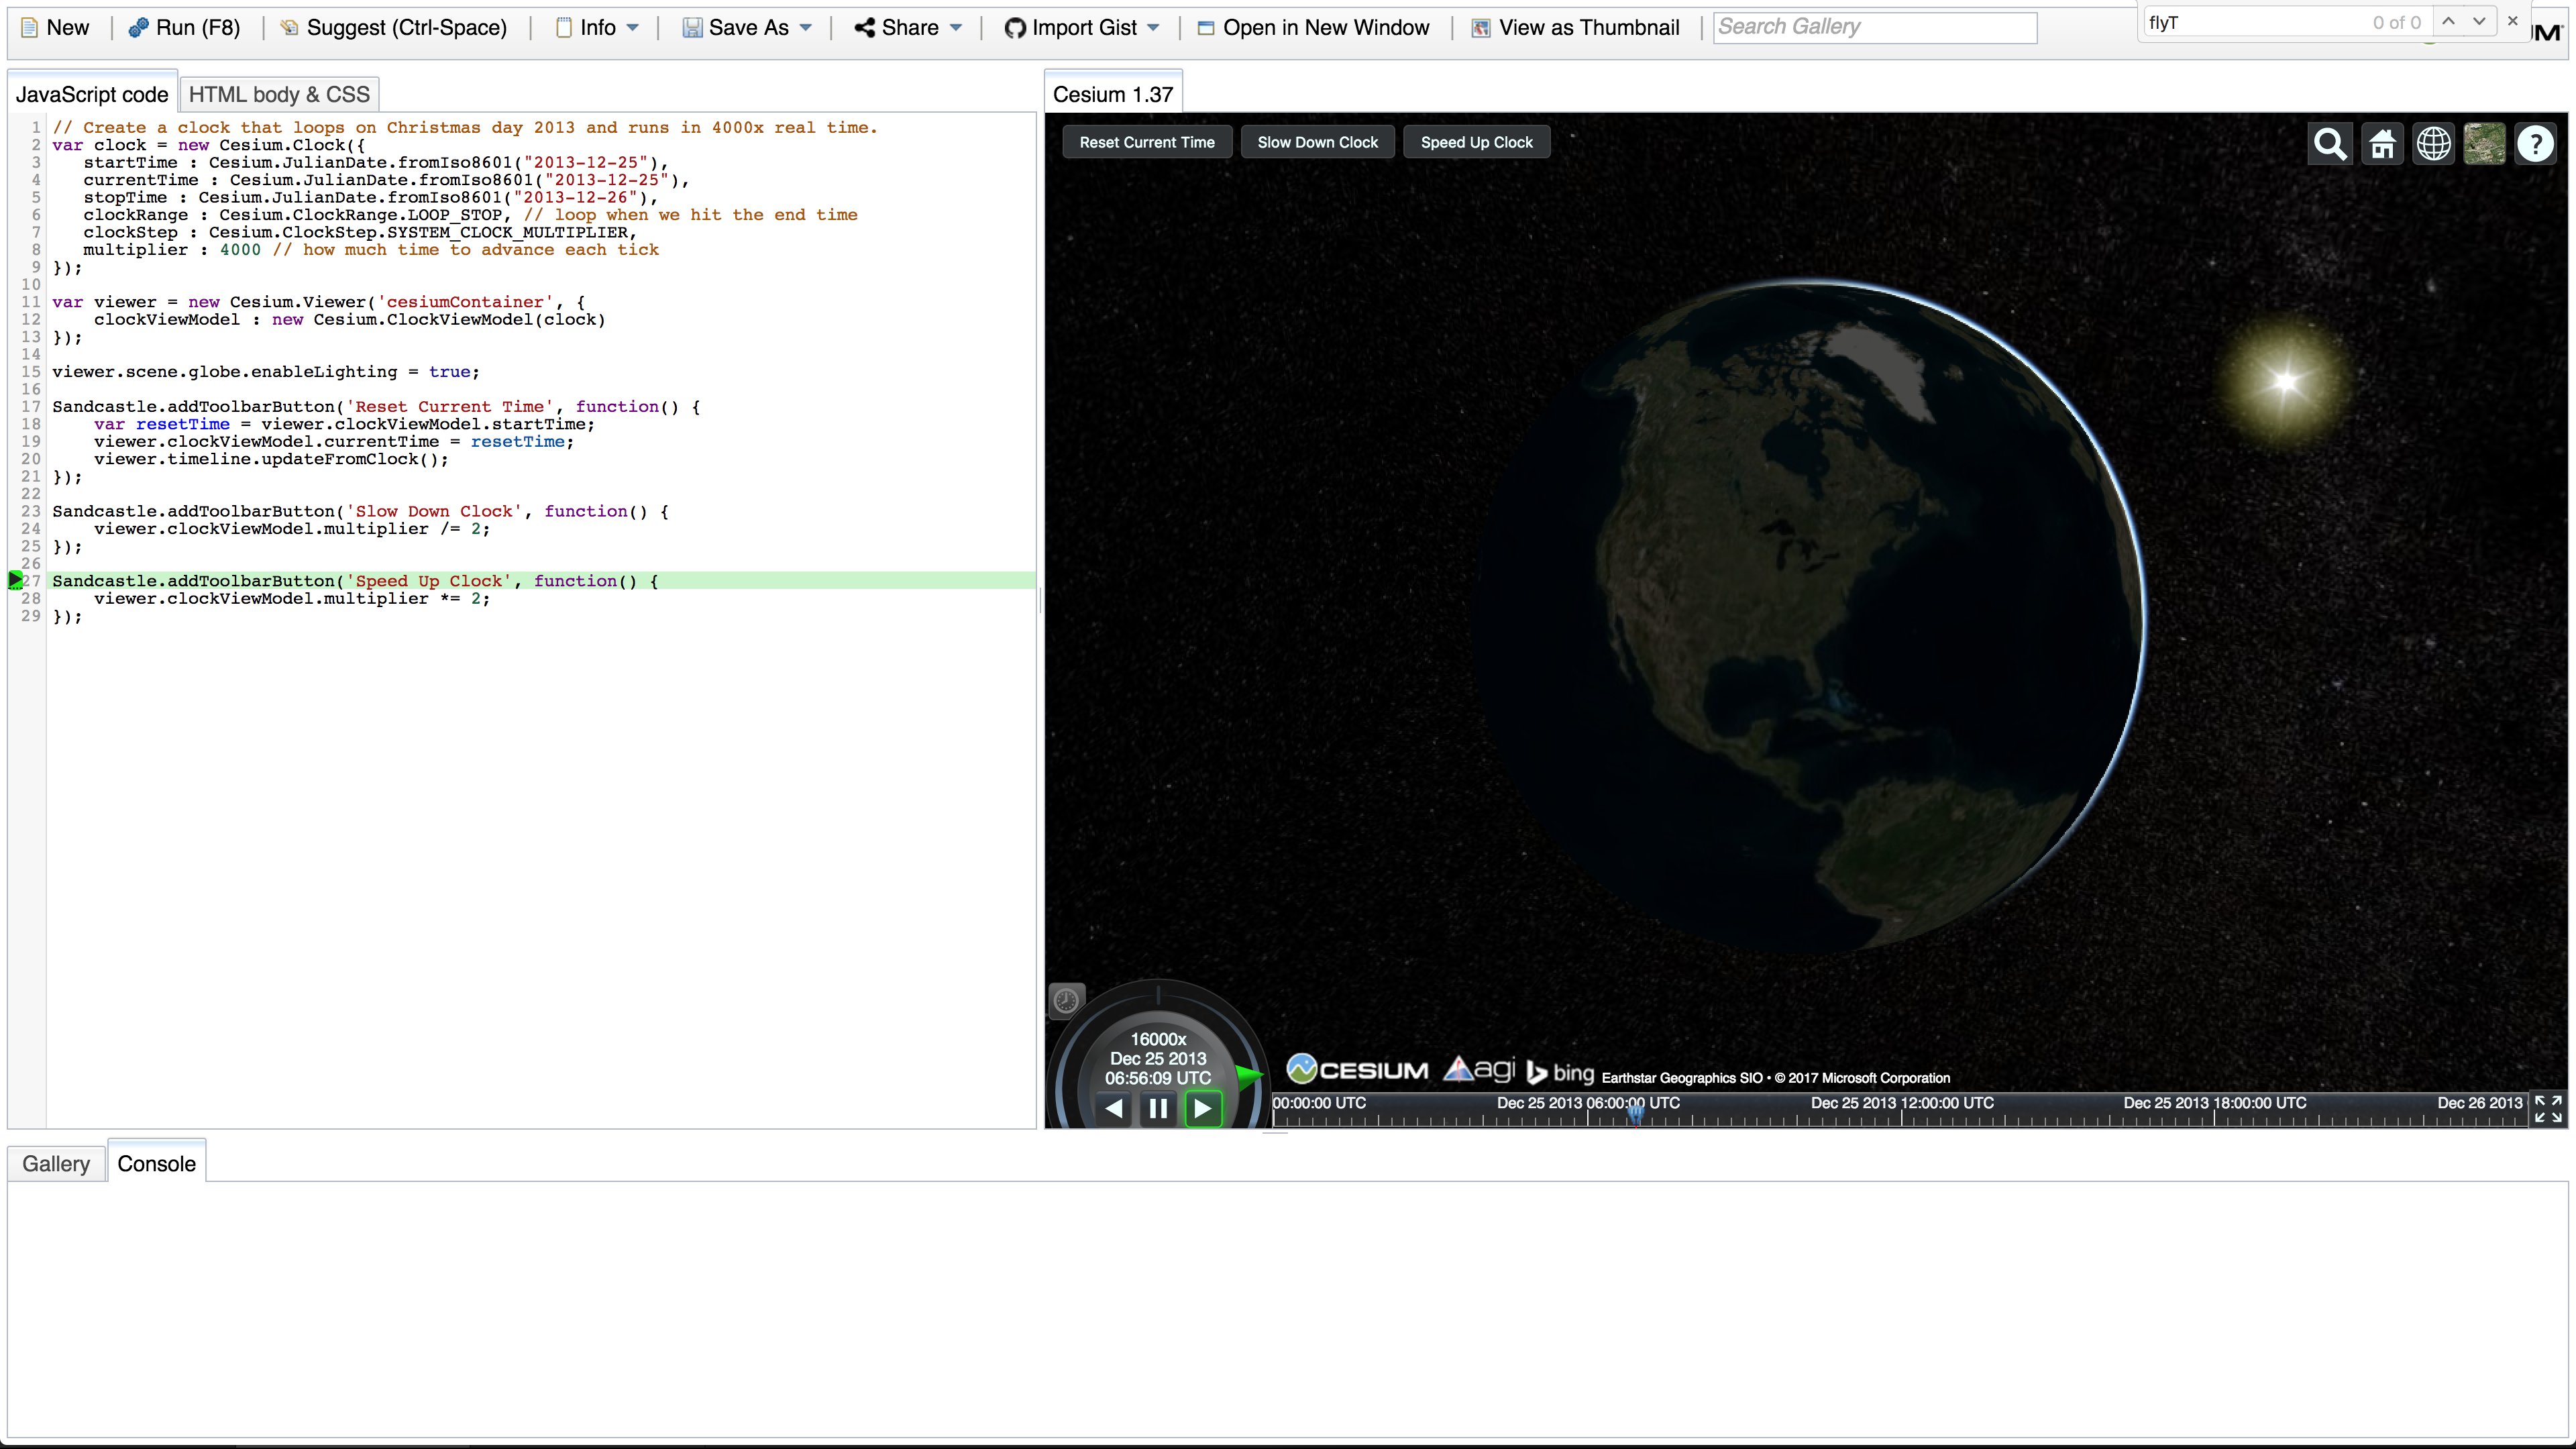 New | Run (F8) | Suggest (Ctrl-Space) | Info | Save As | Share | Import Gist | Open in New Window | View as Thumbnail | Search Gallery
flyT 0 of 0
JavaScript code HTML body & CSS
1 // Create a clock that loops on Christmas day 2013 and runs in 4000x real time.
2 var clock = new Cesium.Clock({
3 startTime : Cesium.JulianDate.fromIso8601("2013-12-25"),
4 currentTime : Cesium.JulianDate.fromIso8601("2013-12-25"),
5 stopTime : Cesium.JulianDate.fromIso8601("2013-12-26"),
6 clockRange : Cesium.ClockRange.LOOP_STOP, // loop when we hit the end time
7 clockStep : Cesium.ClockStep.SYSTEM_CLOCK_MULTIPLIER,
8 multiplier : 4000 // how much time to advance each tick
9 });
10
11 var viewer = new Cesium.Viewer('cesiumContainer', {
12 clockViewModel : new Cesium.ClockViewModel(clock)
13 });
14
15 viewer.scene.globe.enableLighting = true;
16
17 Sandcastle.addToolbarButton('Reset Current Time', function() {
18 var resetTime = viewer.clockViewModel.startTime;
19 viewer.clockViewModel.currentTime = resetTime;
20 viewer.timeline.updateFromClock();
21 });
22
23 Sandcastle.addToolbarButton('Slow Down Clock', function() {
24 viewer.clockViewModel.multiplier /= 2;
25 });
26
27 Sandcastle.addToolbarButton('Speed Up Clock', function() {
28 viewer.clockViewModel.multiplier *= 2;
29 });
Cesium 1.37
Reset Current Time Slow Down Clock Speed Up Clock
?
16000x
Dec 25 2013
06:56:09 UTC
CESIUM agi bing Earthstar Geographics SIO • © 2017 Microsoft Corporation
00:00:00 UTC Dec 25 2013 06:00:00 UTC Dec 25 2013 12:00:00 UTC Dec 25 2013 18:00:00 UTC Dec 26 2013
Gallery Console